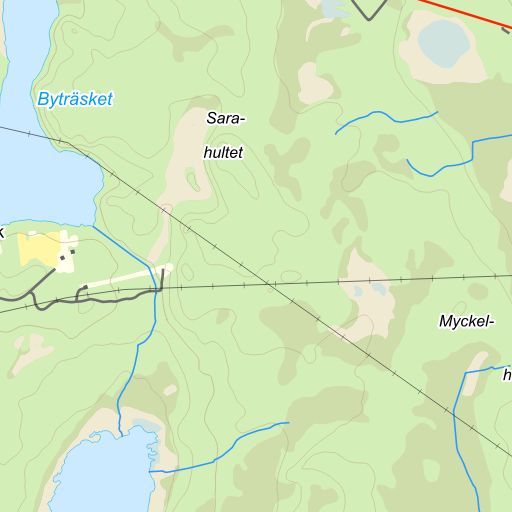 Byträsket
Sara-
hultet
k
Myckel-
h